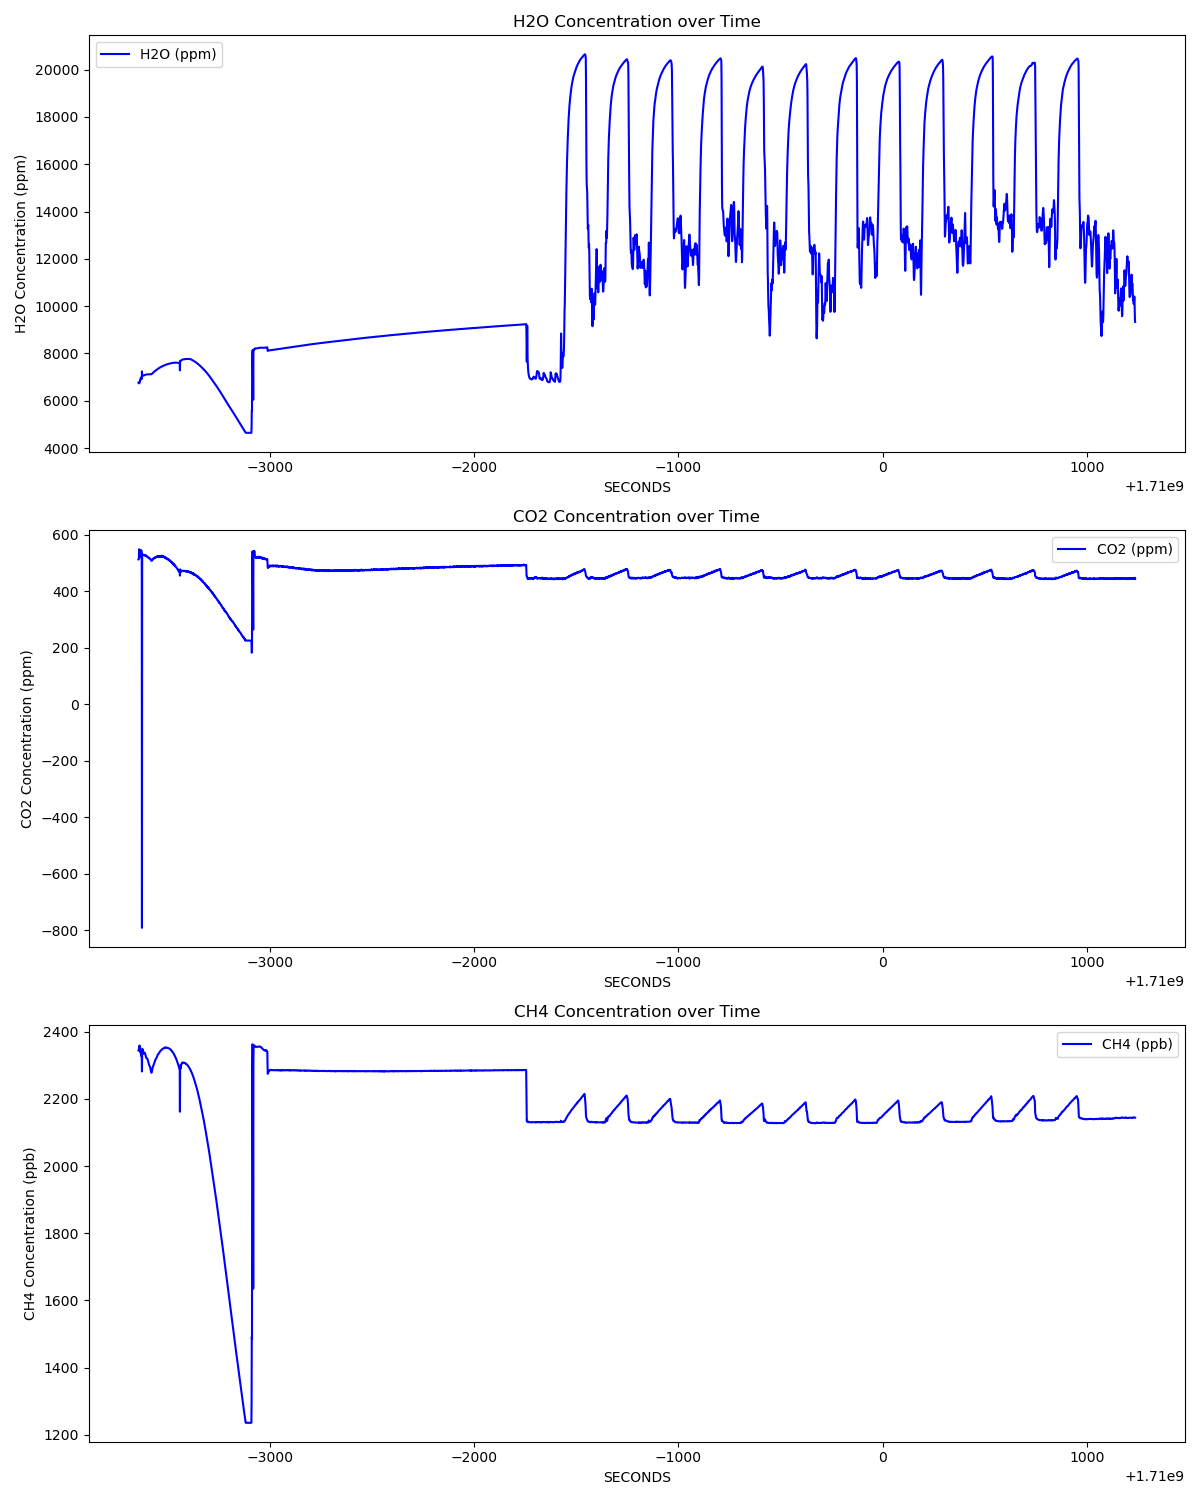 H2O Concentration over Time
H2O (ppm)
20000
18000
16000
14000
12000
10000
8000
6000
4000
H2O Concentration (ppm)
−3000 −2000 −1000 0 1000
SECONDS
+1.71e9
CO2 Concentration over Time
CO2 (ppm)
600
400
200
0
−200
−400
−600
−800
CO2 Concentration (ppm)
−3000 −2000 −1000 0 1000
SECONDS
+1.71e9
CH4 Concentration over Time
CH4 (ppb)
2400
2200
2000
1800
1600
1400
1200
CH4 Concentration (ppb)
−3000 −2000 −1000 0 1000
SECONDS
+1.71e9